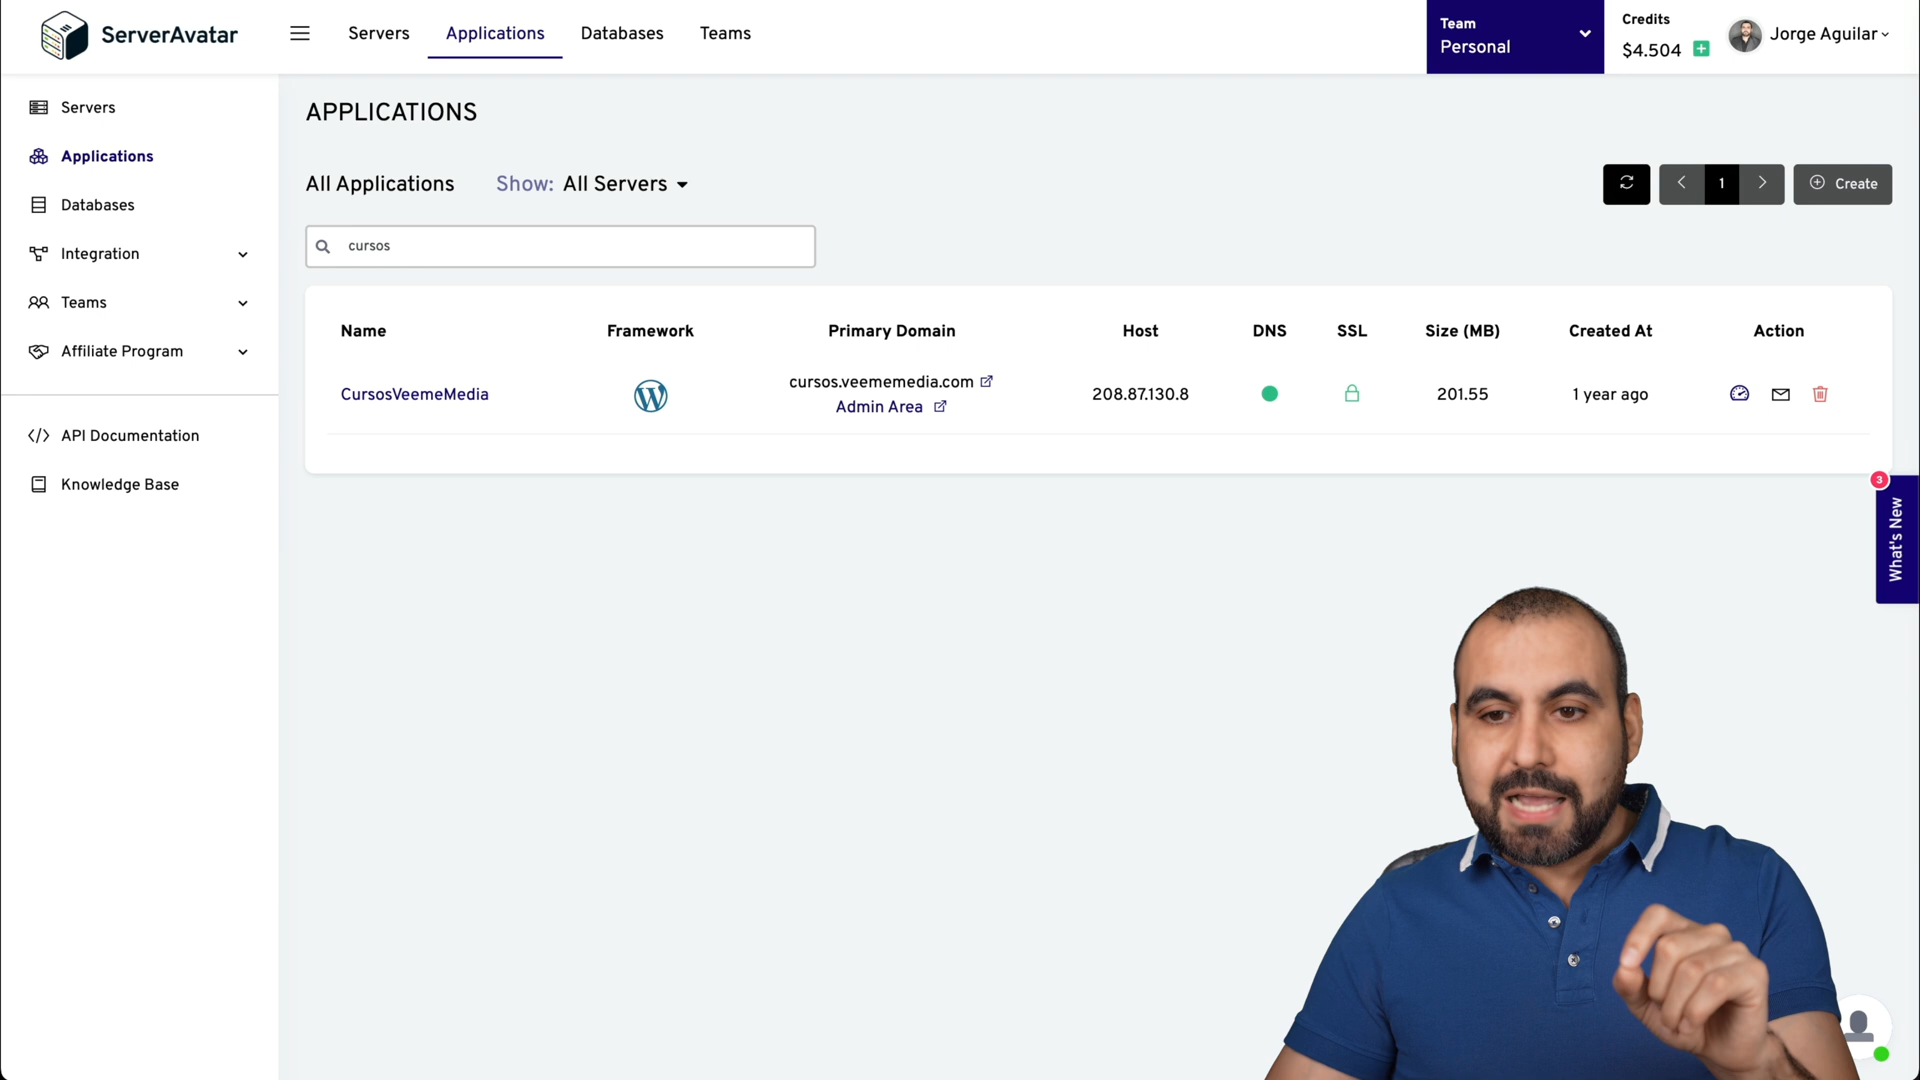 ServerAvatar
Servers
Applications
Databases
Teams
Team
Personal
Credits
$4.504
Jorge Aguilar
Servers
Applications
Databases
Integration
Teams
Affiliate Program
API Documentation
Knowledge Base
APPLICATIONS
All Applications
Show: All Servers
1
Create
cursos
Name Framework Primary Domain Host DNS SSL Size (MB) Created At Action
CursosVeemeMedia
cursos.veememedia.com
Admin Area
208.87.130.8
201.55
1 year ago
3
What's New